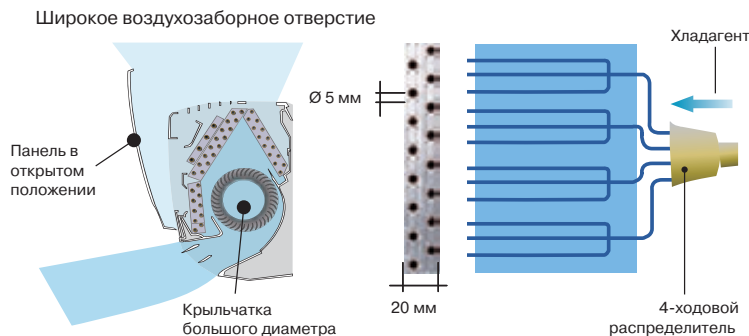 Широкое воздухозаборное отверстие
Хладагент
Ø 5 мм
Панель в
открытом
положении
20 мм
Крыльчатка
большого диаметра
4-ходовой
распределитель